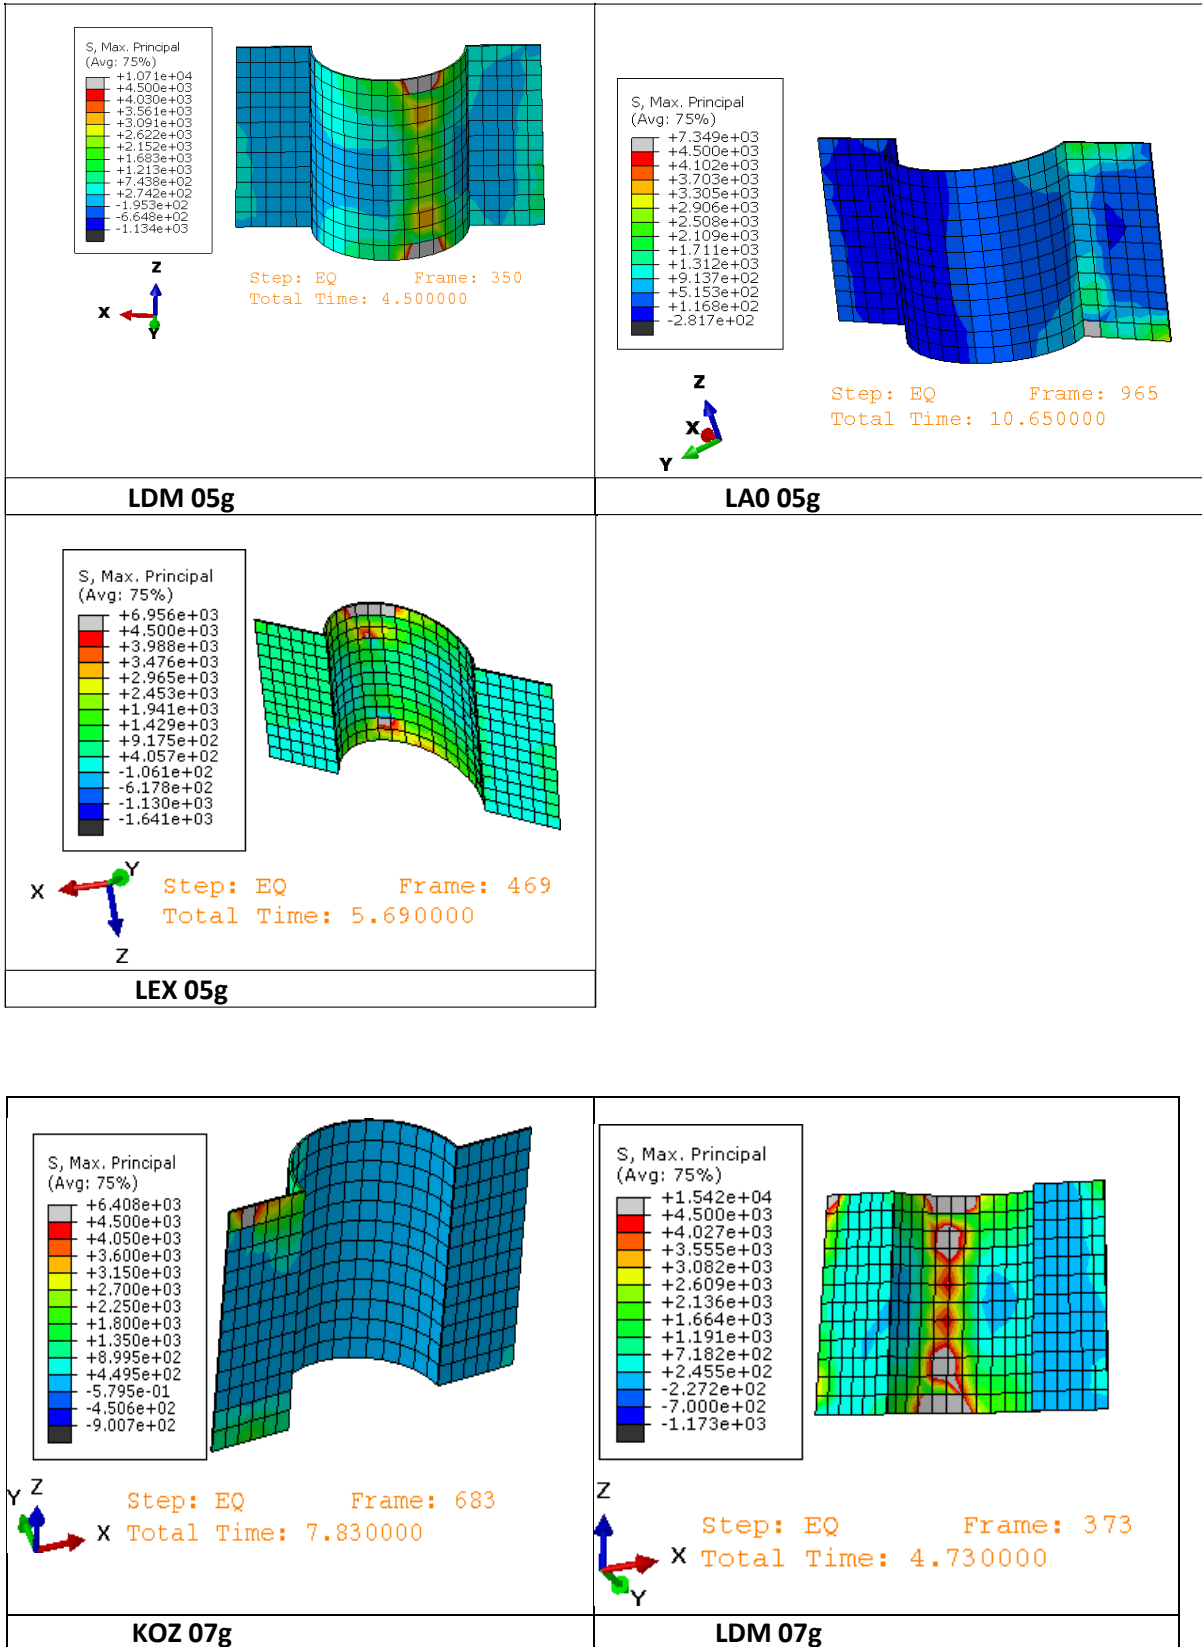 S, Max. Principal
(Avg: 75%)
+1.071e+04
+4.500e+03
+4.030e+03
+3.561e+03
+3.091e+03
+2.622e+03
+2.152e+03
+1.683e+03
+1.213e+03
+7.438e+02
+2.742e+02
-1.953e+02
-6.648e+02
-1.134e+03
Z
X
Y
Step: EQ Frame: 350
Total Time: 4.500000
LDM 05g
S, Max. Principal
(Avg: 75%)
+7.349e+03
+4.500e+03
+4.102e+03
+3.703e+03
+3.305e+03
+2.906e+03
+2.508e+03
+2.109e+03
+1.711e+03
+1.312e+03
+9.137e+02
+5.153e+02
+1.168e+02
-2.817e+02
Z
X
Y
Step: EQ Frame: 965
Total Time: 10.650000
LA0 05g
S, Max. Principal
(Avg: 75%)
+6.956e+03
+4.500e+03
+3.988e+03
+3.476e+03
+2.965e+03
+2.453e+03
+1.941e+03
+1.429e+03
+9.175e+02
+4.057e+02
-1.061e+02
-6.178e+02
-1.130e+03
-1.641e+03
Y
X
Z
Step: EQ Frame: 469
Total Time: 5.690000
LEX 05g
S, Max. Principal
(Avg: 75%)
+6.408e+03
+4.500e+03
+4.050e+03
+3.600e+03
+3.150e+03
+2.700e+03
+2.250e+03
+1.800e+03
+1.350e+03
+8.995e+02
+4.495e+02
-5.795e-01
-4.506e+02
-9.007e+02
Y Z
X
Step: EQ Frame: 683
Total Time: 7.830000
KOZ 07g
S, Max. Principal
(Avg: 75%)
+1.542e+04
+4.500e+03
+4.027e+03
+3.555e+03
+3.082e+03
+2.609e+03
+2.136e+03
+1.664e+03
+1.191e+03
+7.182e+02
+2.455e+02
-2.272e+02
-7.000e+02
-1.173e+03
Z
X
Y
Step: EQ Frame: 373
Total Time: 4.730000
LDM 07g